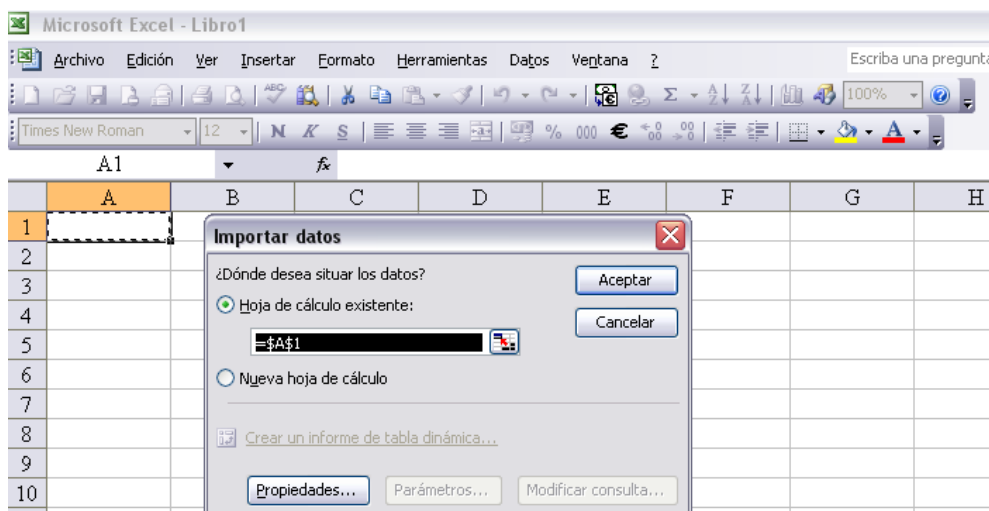 Microsoft Excel - Libro1
Archivo Edición Ver Insertar Formato Herramientas Datos Ventana ? Escriba una pregunta
ABC Σ 100% ?
Times New Roman 12 N K S % 000 € A
A1 fx
A B C D E F G H
1
Importar datos
2
¿Dónde desea situar los datos? Aceptar
3
Hoja de cálculo existente:
4
Cancelar
=$A$1
5
6
Nueva hoja de cálculo
7
8
Crear un informe de tabla dinámica...
9
10
Propiedades... Parámetros... Modificar consulta...